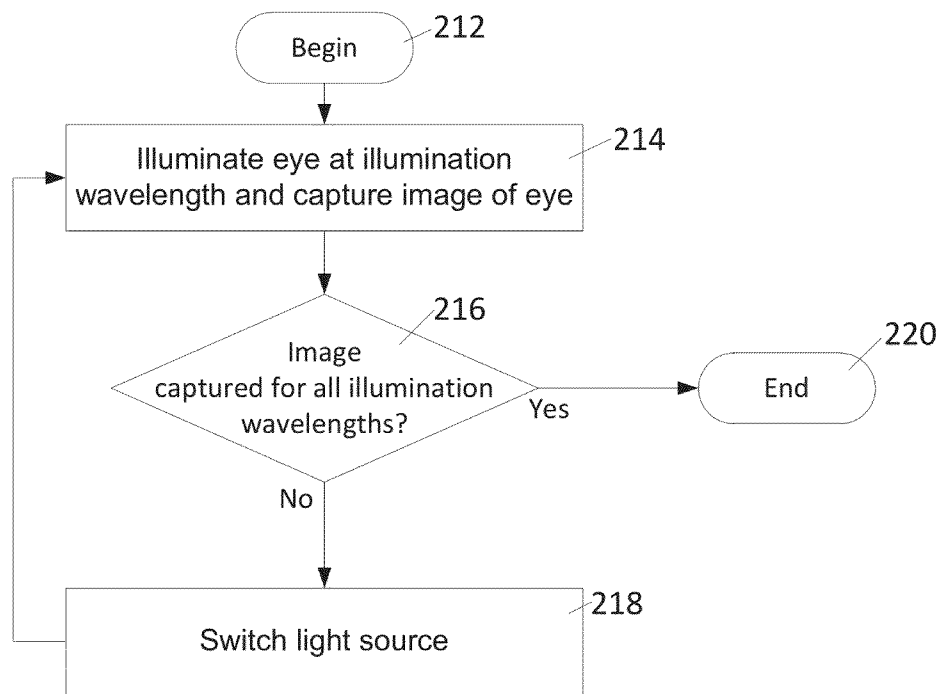 212
Begin
214
Illuminate eye at illumination
wavelength and capture image of eye
216
Image
captured for all illumination
wavelengths?
220
End
Yes
No
218
Switch light source